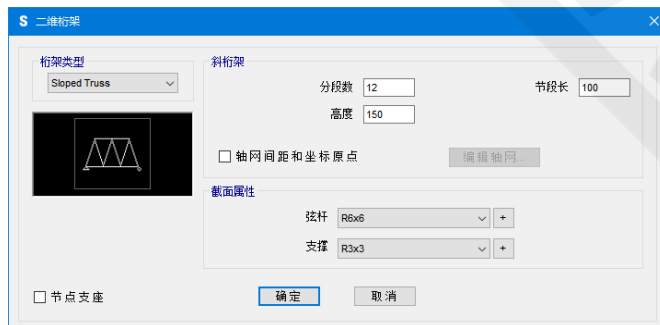 S 二维桁架
桁架类型
Sloped Truss
斜桁架
分段数 12 节段长 100
高度 150
轴网间距和坐标原点 编辑轴网...
截面属性
弦杆 R6x6 +
支撑 R3x3 +
节点支座 确定 取消